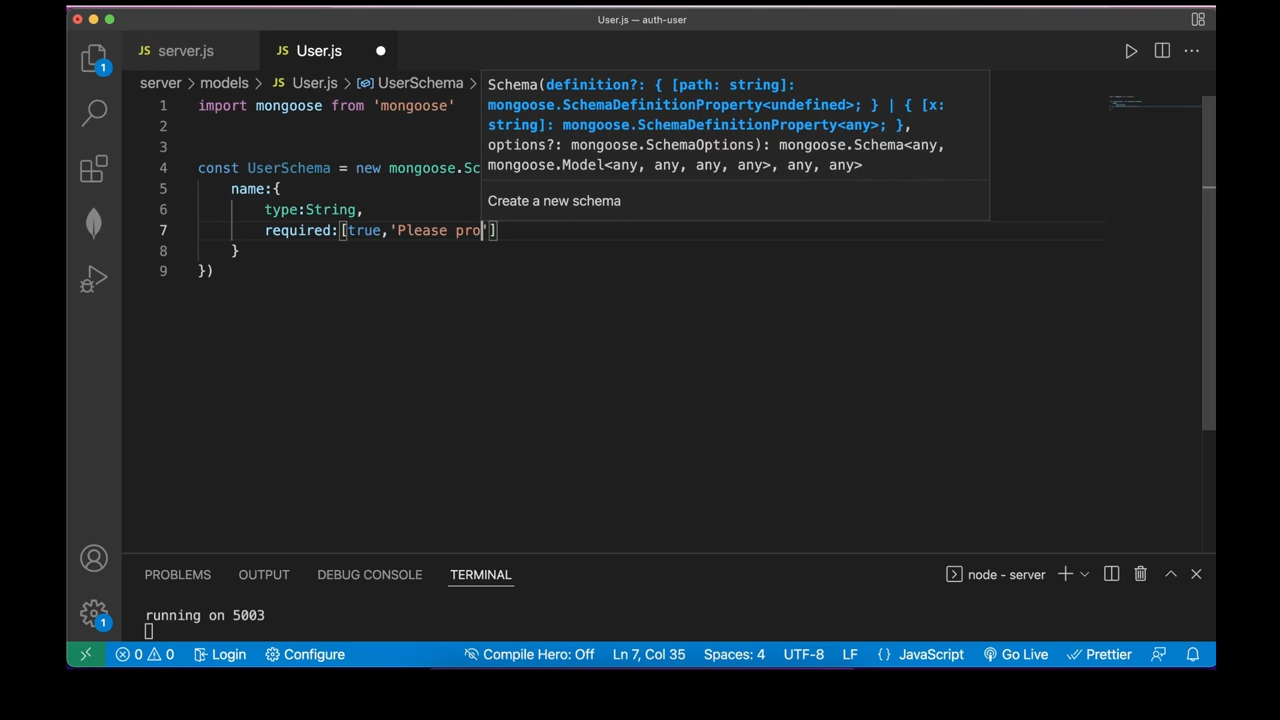 User.js — auth-user
JS server.js
JS User.js
1
server > models > JS User.js > UserSchema >
1 import mongoose from 'mongoose'
2
3
4 const UserSchema = new mongoose.Sc
5 name:{
6 type:String,
7 required:[true,'Please pro']
8 }
9 })
Schema(definition?: { [path: string]:
mongoose.SchemaDefinitionProperty<undefined>; } | { [x:
string]: mongoose.SchemaDefinitionProperty<any>; },
options?: mongoose.SchemaOptions): mongoose.Schema<any,
mongoose.Model<any, any, any, any>, any, any>
Create a new schema
PROBLEMS OUTPUT DEBUG CONSOLE TERMINAL
node - server
running on 5003
1
0 0 Login Configure Compile Hero: Off Ln 7, Col 35 Spaces: 4 UTF-8 LF {} JavaScript Go Live Prettier